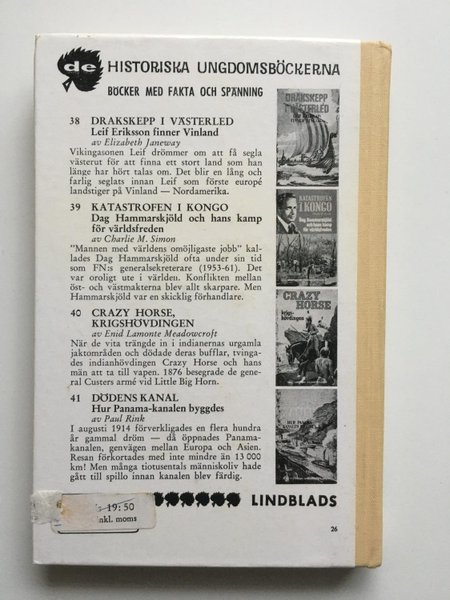 de HISTORISKA UNGDOMSBÖCKERNA
BÖCKER MED FAKTA OCH SPÄNNING
38 DRAKSKEPP I VÄSTERLED
Leif Eriksson finner Vinland
av Elizabeth Janeway
Vikingasonen Leif drömmer om att få segla
västerut för att finna ett stort land som han
länge har hört talas om. Det blir en lång och
farlig seglats innan Leif som förste europé
landstiger på Vinland — Nordamerika.
39 KATASTROFEN I KONGO
Dag Hammarskjöld och hans kamp
för världsfreden
av Charlie M. Simon
"Mannen med världens omöjligaste jobb" kal-
lades Dag Hammarskjöld ofta under sin tid
som FN:s generalsekreterare (1953-61). Det
var oroligt ute i världen. Konflikten mellan
öst- och västmakterna blev allt skarpare. Men
Hammarskjöld var en skicklig förhandlare.
40 CRAZY HORSE,
KRIGSHÖVDINGEN
av Enid Lamonte Meadowcroft
När de vita trängde in i indianernas urgamla
jaktområden och dödade deras bufflar, tvinga-
des indianhövdingen Crazy Horse och hans
män att ta till vapen. 1876 besegrade de gene-
ral Custers armé vid Little Big Horn.
41 DÖDENS KANAL
Hur Panama-kanalen byggdes
av Paul Rink
I augusti 1914 förverkligades en flera hundra
år gammal dröm — då öppnades Panama-
kanalen, genvägen mellan Europa och Asien.
Resan förkortades med inte mindre än 13 000
km! Men många tiotusentals människoliv hade
gått till spillo innan kanalen blev färdig.
DRAKSKEPP
I VÄSTERLED
KATASTROFEN
I KONGO
Dag Hammarskjöld
och hans kamp
för världsfreden
CRAZY
HORSE
krigs-
hövdingen
19:50
inkl. moms
LINDBLADS
26